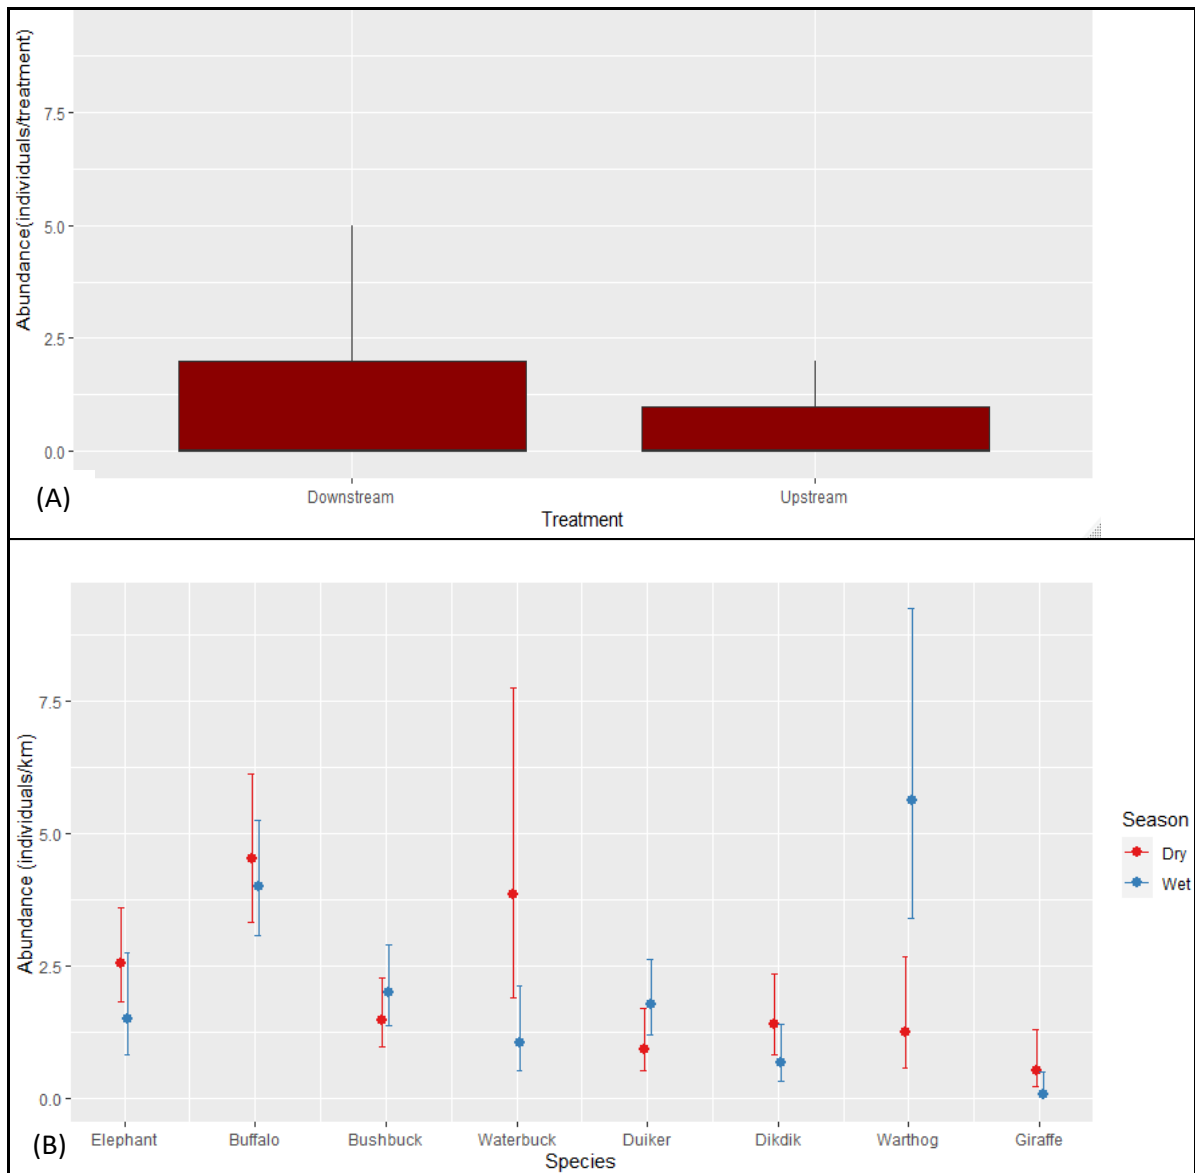 Abundance(individuals/treatment)
7.5
5.0
2.5
0.0
Downstream Upstream
(A)
Treatment
Abundance (individuals/km)
7.5
5.0
2.5
0.0
Season
Dry
Wet
Elephant Buffalo Bushbuck Waterbuck Duiker Dikdik Warthog Giraffe
(B)
Species